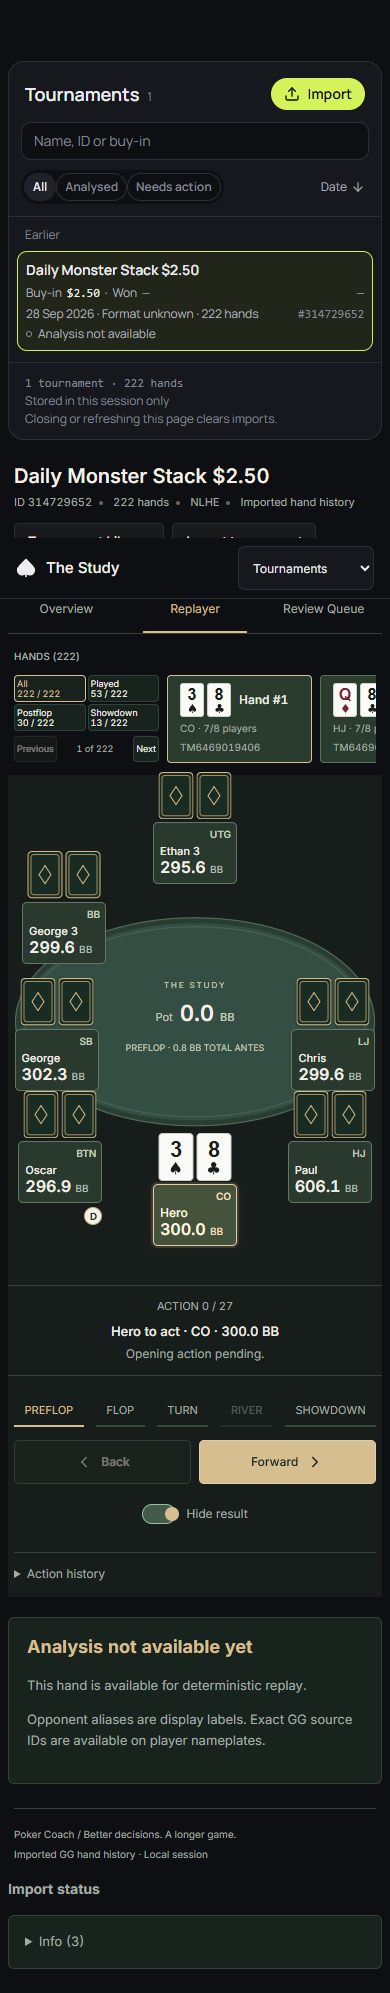 Tournaments 1
Import
Name, ID or buy-in
All Analysed Needs action Date ↓
Earlier
Daily Monster Stack $2.50
Buy-in $2.50 · Won — —
28 Sep 2026 · Format unknown · 222 hands #314729652
Analysis not available
1 tournament · 222 hands
Stored in this session only
Closing or refreshing this page clears imports.
Daily Monster Stack $2.50
ID 314729652 • 222 hands • NLHE • Imported hand history
The Study
Tournaments
Overview Replayer Review Queue
HANDS (222)
All
222 / 222
Played
53 / 222
Postflop
30 / 222
Showdown
13 / 222
Previous 1 of 222 Next
3♠ 8♣ Hand #1
CO · 7/8 players
TM6469019406
Q♦ 8
HJ · 7/8 p
TM6469
UTG
Ethan 3
295.6 BB
BB
George 3
299.6 BB
THE STUDY
Pot 0.0 BB
PREFLOP · 0.8 BB TOTAL ANTES
SB
George
302.3 BB
LJ
Chris
299.6 BB
BTN
Oscar
296.9 BB
D
3♠ 8♣
CO
Hero
300.0 BB
HJ
Paul
606.1 BB
ACTION 0 / 27
Hero to act · CO · 300.0 BB
Opening action pending.
PREFLOP FLOP TURN RIVER SHOWDOWN
Back Forward
Hide result
Action history
Analysis not available yet
This hand is available for deterministic replay.
Opponent aliases are display labels. Exact GG source
IDs are available on player nameplates.
Poker Coach / Better decisions. A longer game.
Imported GG hand history · Local session
Import status
Info (3)